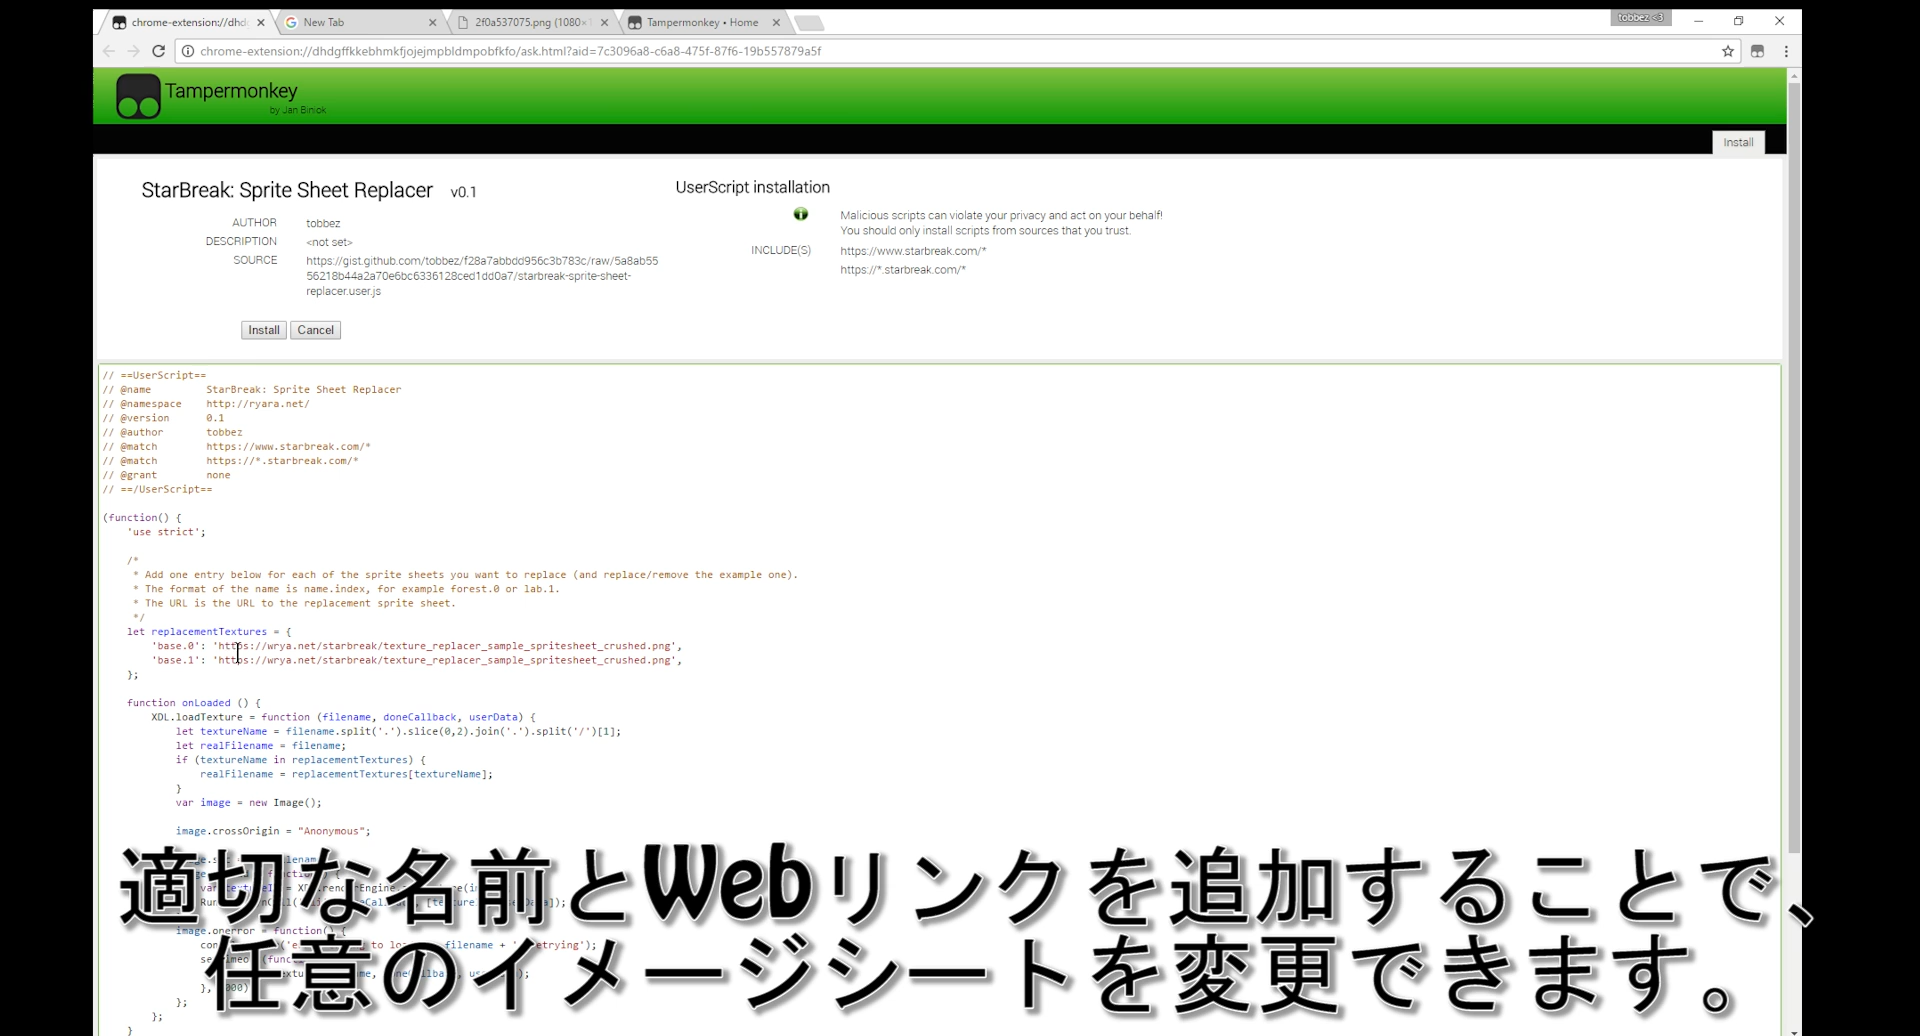 chrome-extension://dhdg
New Tab
2f0a537075.png (1080×1
Tampermonkey • Home
tobbez <3
chrome-extension://dhdgffkkebhmkfjojejmpbldmpobfkfo/ask.html?aid=7c3096a8-c6a8-475f-87f6-19b557879a5f
Tampermonkey
by Jan Biniok
Install
StarBreak: Sprite Sheet Replacer v0.1
AUTHOR tobbez
DESCRIPTION <not set>
SOURCE https://gist.github.com/tobbez/f28a7abbdd956c3b783c/raw/5a8ab55
56218b44a2a70e6bc6336128ced1dd0a7/starbreak-sprite-sheet-
replacer.user.js
Install Cancel
UserScript installation
Malicious scripts can violate your privacy and act on your behalf!
You should only install scripts from sources that you trust.
INCLUDE(S) https://www.starbreak.com/*
https://*.starbreak.com/*
// ==UserScript==
// @name StarBreak: Sprite Sheet Replacer
// @namespace http://ryara.net/
// @version 0.1
// @author tobbez
// @match https://www.starbreak.com/*
// @match https://*.starbreak.com/*
// @grant none
// ==/UserScript==
(function() {
'use strict';
/*
* Add one entry below for each of the sprite sheets you want to replace (and replace/remove the example one).
* The format of the name is name.index, for example forest.0 or lab.1.
* The URL is the URL to the replacement sprite sheet.
*/
let replacementTextures = {
'base.0': 'https://wrya.net/starbreak/texture_replacer_sample_spritesheet_crushed.png',
'base.1': 'https://wrya.net/starbreak/texture_replacer_sample_spritesheet_crushed.png',
};
function onLoaded () {
XDL.loadTexture = function (filename, doneCallback, userData) {
let textureName = filename.split('.').slice(0,2).join('.').split('/')[1];
let realFilename = filename;
if (textureName in replacementTextures) {
realFilename = replacementTextures[textureName];
}
var image = new Image();
image.crossOrigin = "Anonymous";
適切な名前とWebリンクを追加することで、
image.onerror = function() {
filename +
etrying');
任意のイメージシートを変更できます。
};
};
}